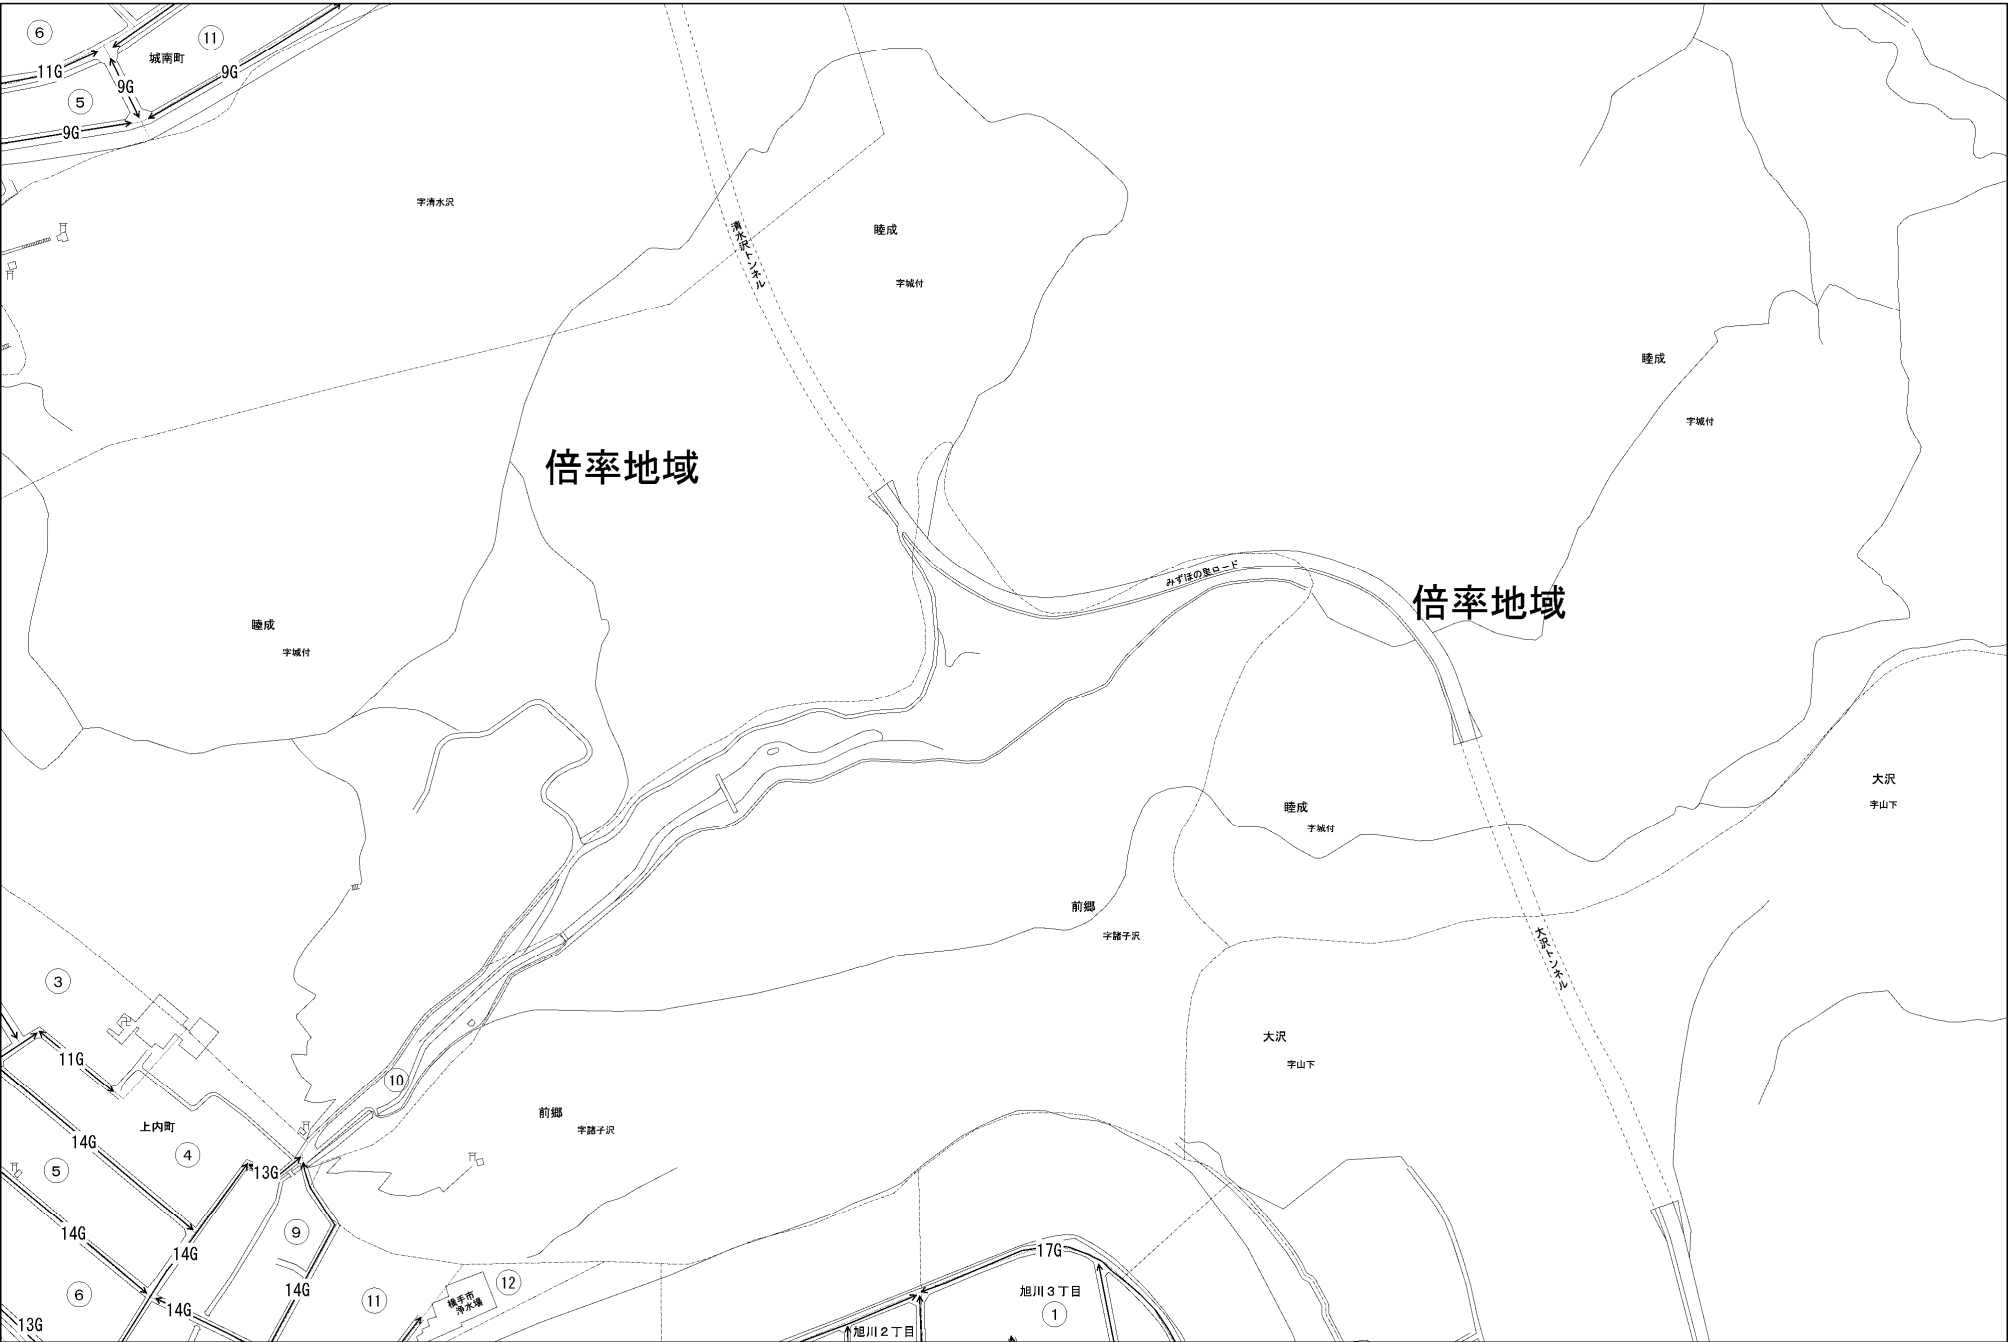 6
11
城南町
11G
9G
9G
5
9G
字清水沢
清水沢トンネル
睦成
字城付
睦成
字城付
倍率地域
みずほの里ロード
倍率地域
睦成
字城付
大沢
字山下
睦成
字城付
前郷
字諸子沢
大沢トンネル
3
大沢
字山下
11G
10
前郷
字諸子沢
上内町
14G
4
5
13G
9
14G
14G
17G
14G
6
11
12
横手市
浄水場
旭川3丁目
1
14G
13G
旭川2丁目